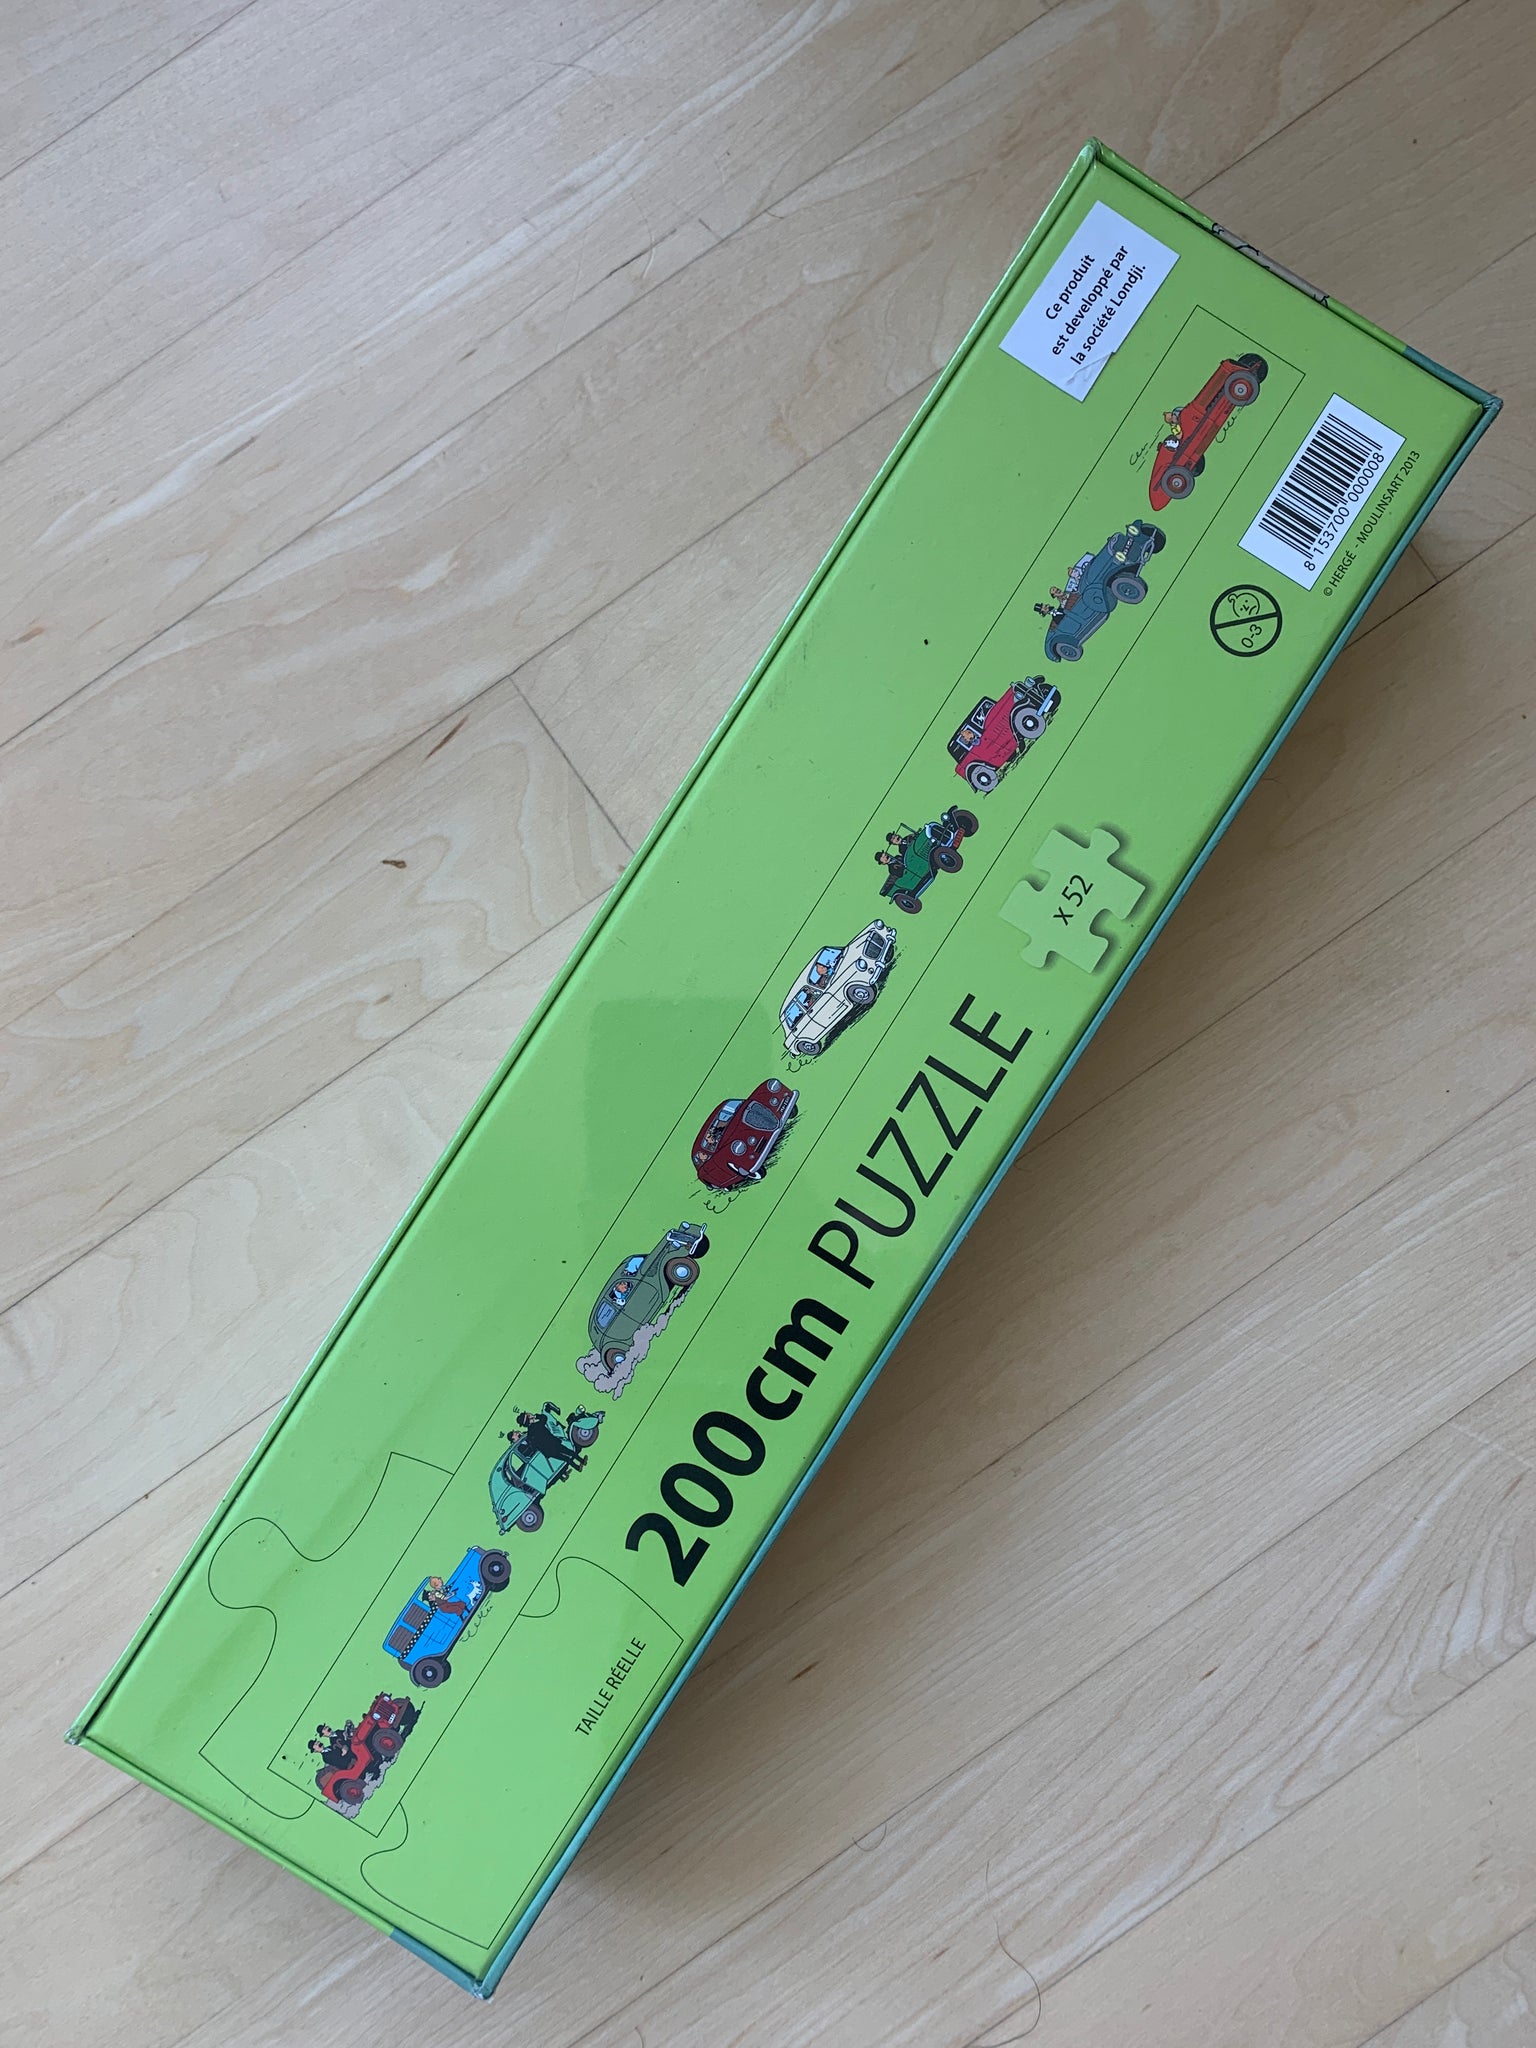 Ce produit
est developpé par
la société Londji.
8 153700 000008
© HERGÉ - MOULINSART 2013
0-3
x 52
200cm PUZZLE
TAILLE RÉELLE